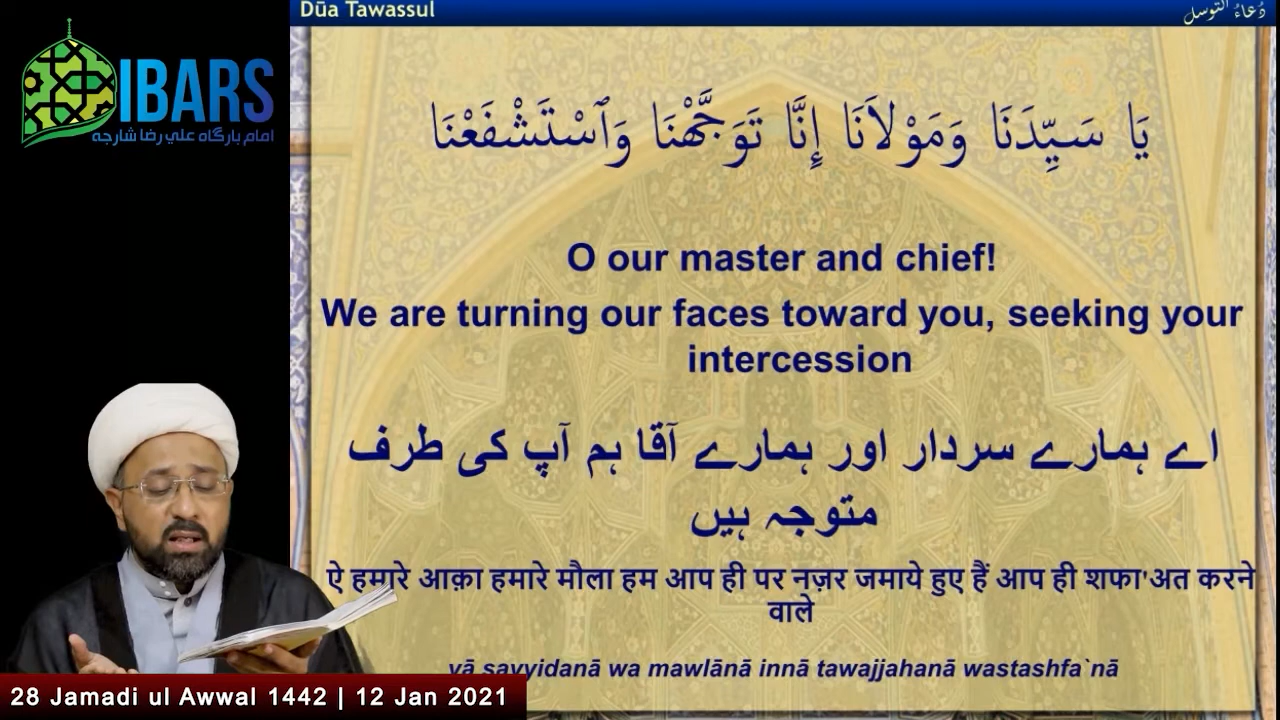 Dūa Tawassul
دُعَاءُ التوسل
IBARS
امام بارگاه علي رضا شارجه
يَا سَيِّدَنَا وَمَوْلاَنَا إِنَّا تَوَجَّهْنَا وَٱسْتَشْفَعْنَا
O our master and chief!
We are turning our faces toward you, seeking your
intercession
اے ہمارے سردار اور ہمارے آقا ہم آپ کی طرف
متوجہ ہیں
ऐ हमारे आक़ा हमारे मौला हम आप ही पर नज़र जमाये हुए हैं आप ही शफा'अत करने
वाले
yā sayyidanā wa mawlānā innā tawajjahanā wastashfa`nā
28 Jamadi ul Awwal 1442 | 12 Jan 2021